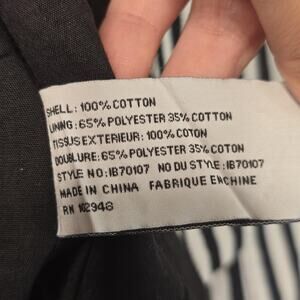 SHELL: 100% COTTON
LINING: 65% POLYESTER 35% COTTON
TISSUS EXTERIEUR: 100% COTON
DOUBLURE: 65% POLYESTER 35% COTON
STYLE NO: IB70107 NO DU STYLE: IB70107
MADE IN CHINA FABRIQUE EN CHINE
RN 102948